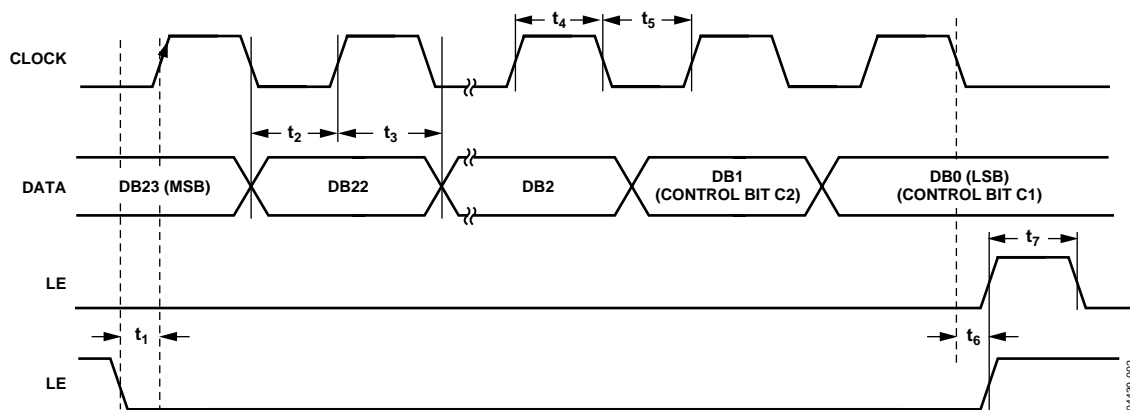 t4
t5
CLOCK
t2
t3
DATA
DB23 (MSB)
DB22
DB2
DB1
(CONTROL BIT C2)
DB0 (LSB)
(CONTROL BIT C1)
t7
LE
t1
t6
LE